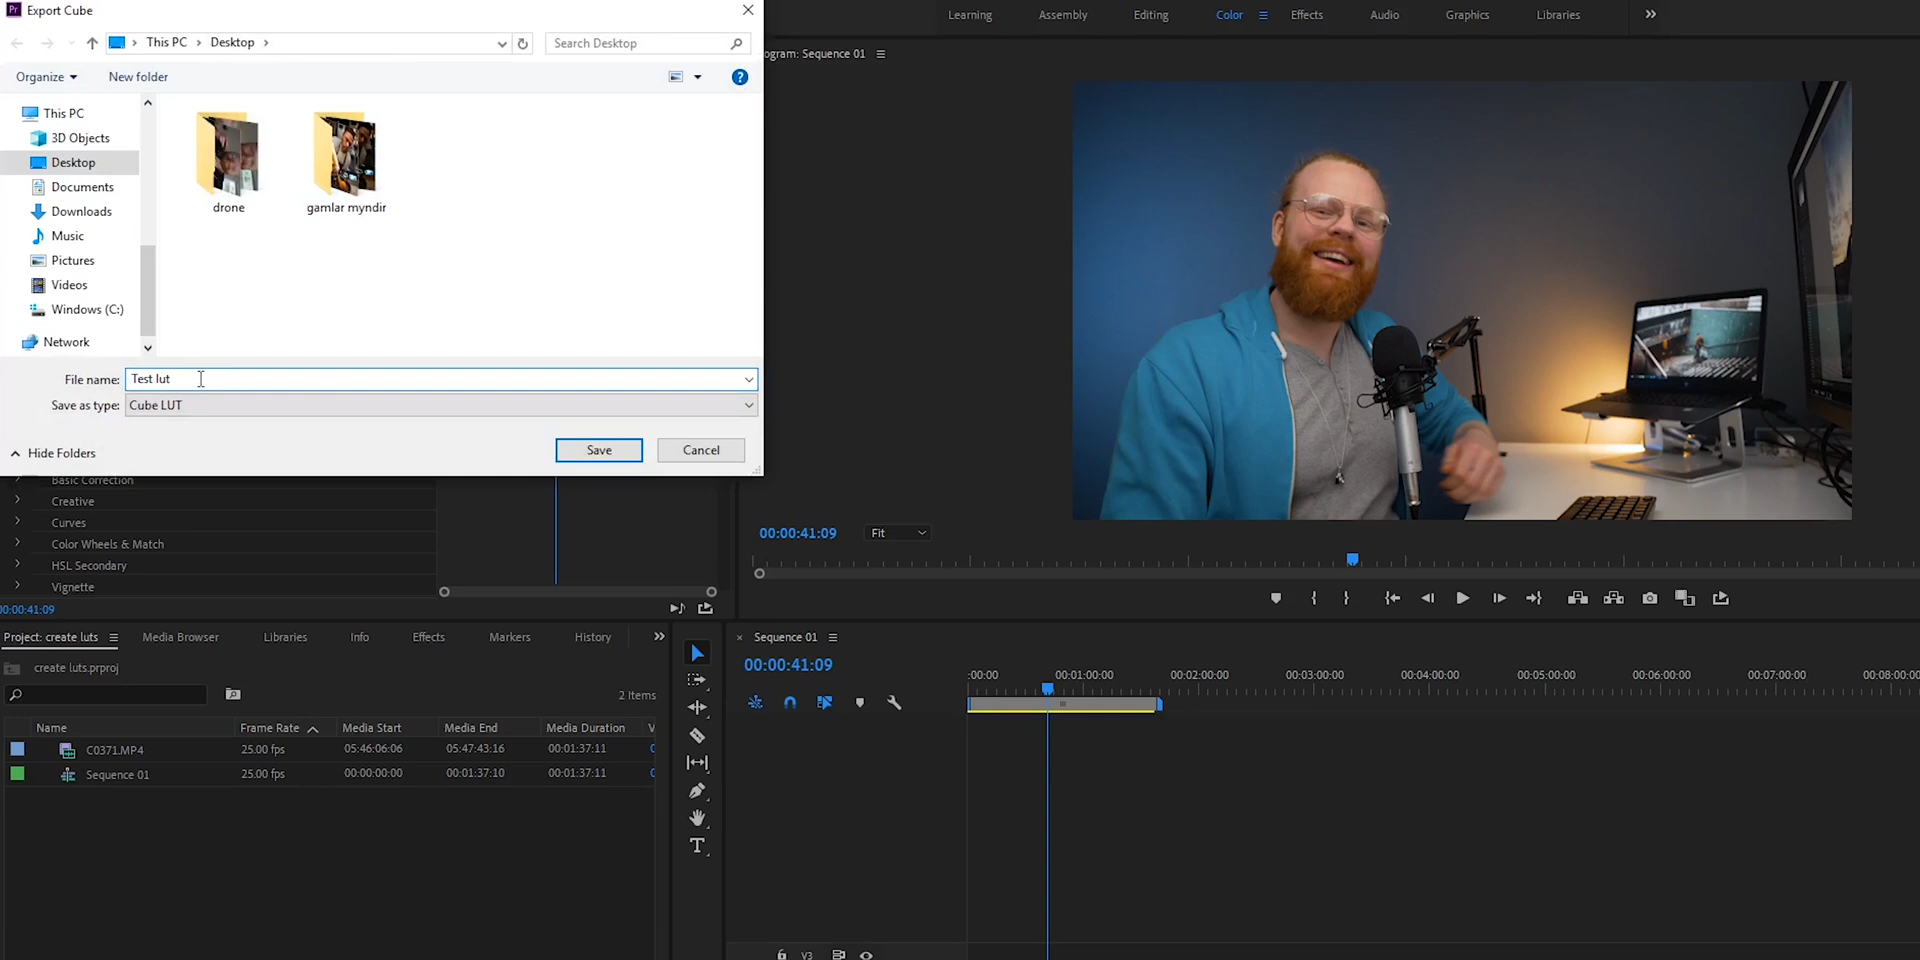 Pr Export Cube
This PC Desktop
Search Desktop
Organize New folder
This PC
3D Objects
Desktop
Documents
Downloads
Music
Pictures
Videos
Windows (C:)
Network
drone gamlar myndir
File name: Test lut
Save as type: Cube LUT
Hide Folders
Save Cancel
Learning Assembly Editing Color Effects Audio Graphics Libraries
ogram: Sequence 01
Basic Correction
Creative
Curves
Color Wheels & Match
HSL Secondary
Vignette
00:00:41:09 Fit
0:00:41:09
Project: create luts Media Browser Libraries Info Effects Markers History
create luts.prproj
2 Items
Name Frame Rate Media Start Media End Media Duration V
C0371.MP4 25.00 fps 05:46:06:06 05:47:43:16 00:01:37:11
Sequence 01 25.00 fps 00:00:00:00 00:01:37:10 00:01:37:11
× Sequence 01
00:00:41:09
:00:00 00:01:00:00 00:02:00:00 00:03:00:00 00:04:00:00 00:05:00:00 00:06:00:00 00:07:00:00 00:08:00:00
V3